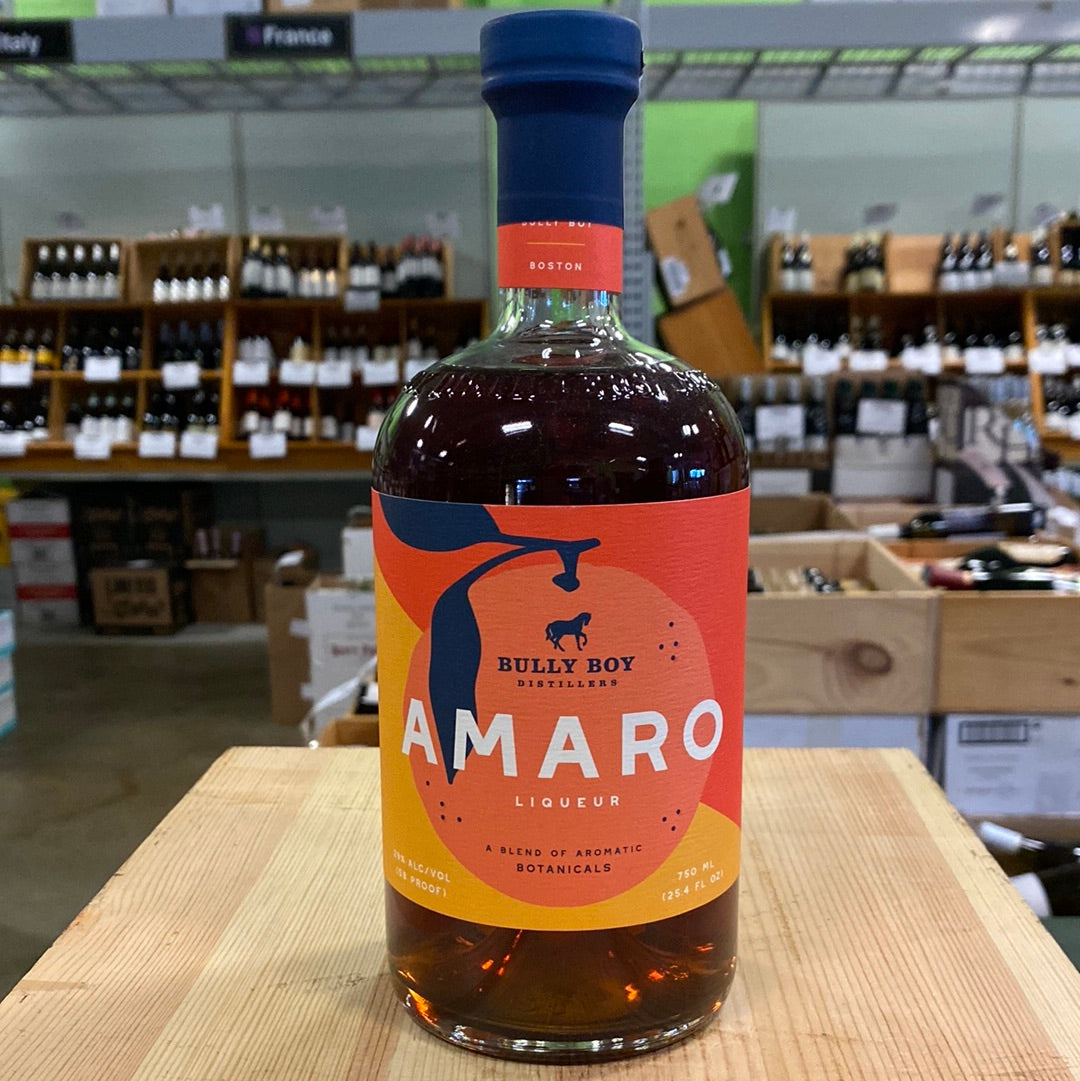 Italy
France
BULLY BOY
BOSTON
BULLY BOY
DISTILLERS
AMARO
LIQUEUR
A BLEND OF AROMATIC
BOTANICALS
29% ALC/VOL
(58 PROOF)
750 ML
(25.4 FL OZ)